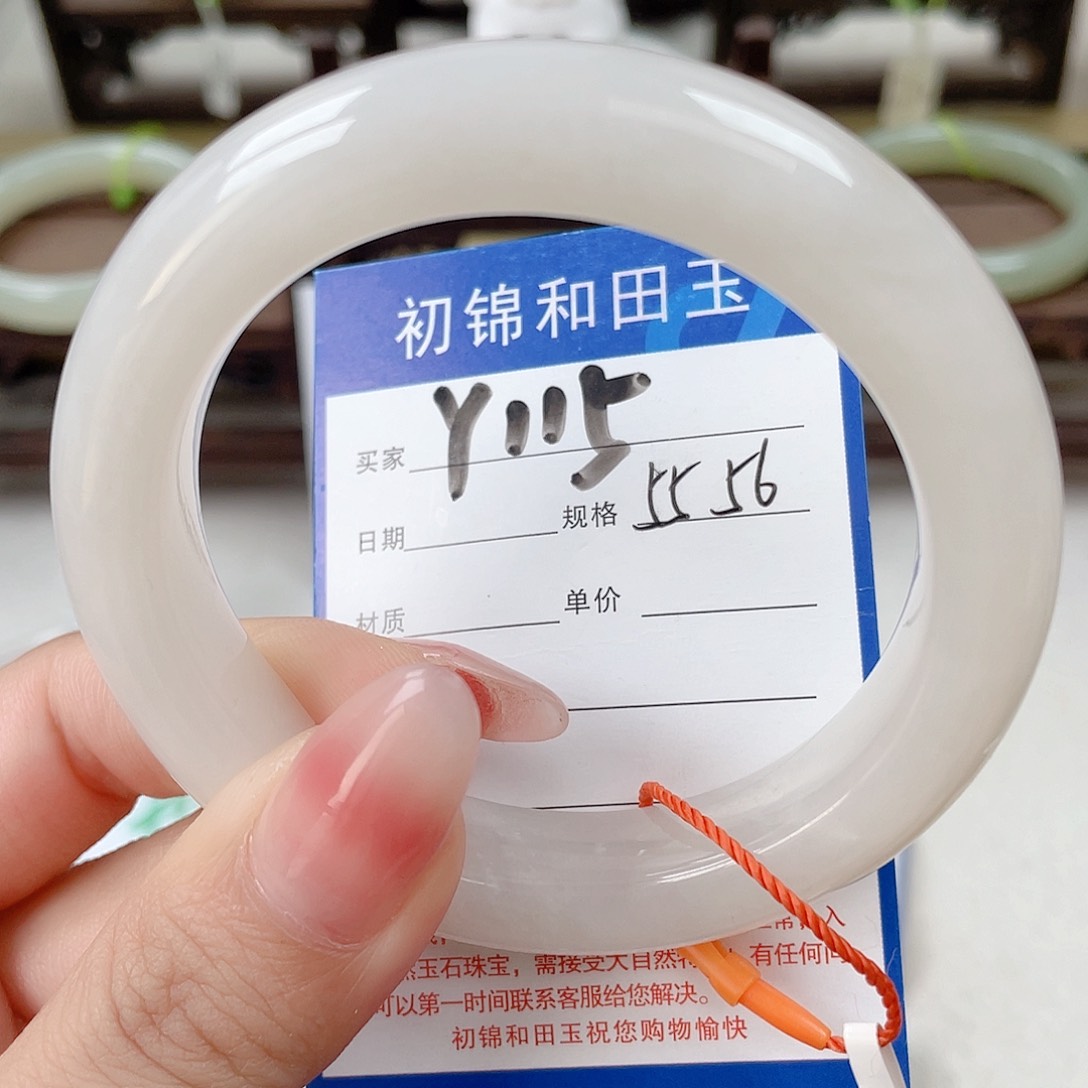 初锦和田玉
买家 Y1115
日期 规格 55 56
材质 单价
玉石珠宝，需接受大自然 有任何问
可以第一时间联系客服给您解决。
初锦和田玉祝您购物愉快